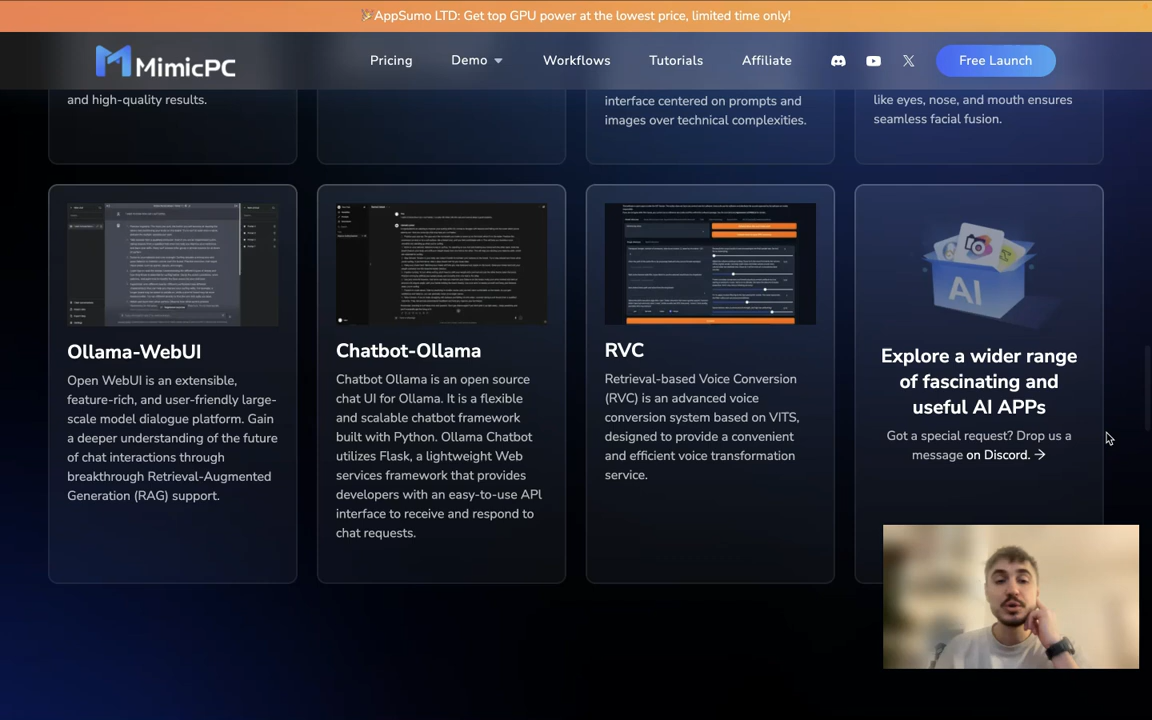 AppSumo LTD: Get top GPU power at the lowest price, limited time only!
MimicPC
Pricing
Demo
Workflows
Tutorials
Affiliate
Free Launch
and high-quality results.
interface centered on prompts and
images over technical complexities.
like eyes, nose, and mouth ensures
seamless facial fusion.
Ollama-WebUI
Open WebUI is an extensible,
feature-rich, and user-friendly large-
scale model dialogue platform. Gain
a deeper understanding of the future
of chat interactions through
breakthrough Retrieval-Augmented
Generation (RAG) support.
Chatbot-Ollama
Chatbot Ollama is an open source
chat UI for Ollama. It is a flexible
and scalable chatbot framework
built with Python. Ollama Chatbot
utilizes Flask, a lightweight Web
services framework that provides
developers with an easy-to-use API
interface to receive and respond to
chat requests.
RVC
Retrieval-based Voice Conversion
(RVC) is an advanced voice
conversion system based on VITS,
designed to provide a convenient
and efficient voice transformation
service.
AI
Explore a wider range
of fascinating and
useful AI APPs
Got a special request? Drop us a
message on Discord. →